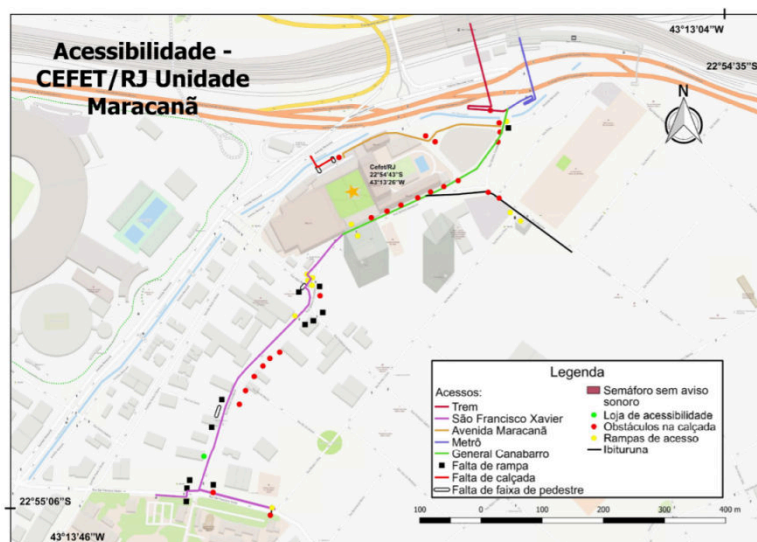 Acessibilidade -
CEFET/RJ Unidade
Maracanã
43°13'04"W
22°54'35"S
N
Cefet/RJ
22°54'43"S
43°13'26"W
Legenda
Acessos:
Trem
São Francisco Xavier
Avenida Maracanã
Metrô
General Canabarro
Falta de rampa
Falta de calçada
Falta de faixa de pedestre
Semáforo sem aviso
sonoro
Loja de acessibilidade
Obstáculos na calçada
Rampas de acesso
Ibituruna
22°55'06"S
43°13'46"W
100 0 100 200 300 400 m